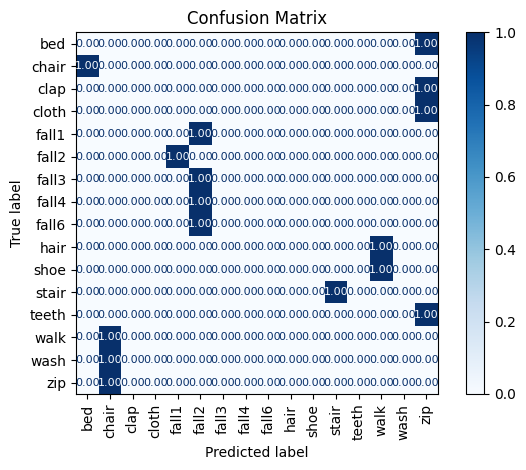 Confusion Matrix
bed 0.00 0.00 0.00 0.00 0.00 0.00 0.00 0.00 0.00 0.00 0.00 0.00 0.00 0.00 0.00 1.00
chair 1.00 0.00 0.00 0.00 0.00 0.00 0.00 0.00 0.00 0.00 0.00 0.00 0.00 0.00 0.00 0.00
clap 0.00 0.00 0.00 0.00 0.00 0.00 0.00 0.00 0.00 0.00 0.00 0.00 0.00 0.00 0.00 1.00
cloth 0.00 0.00 0.00 0.00 0.00 0.00 0.00 0.00 0.00 0.00 0.00 0.00 0.00 0.00 0.00 1.00
fall1 0.00 0.00 0.00 0.00 0.00 1.00 0.00 0.00 0.00 0.00 0.00 0.00 0.00 0.00 0.00 0.00
fall2 0.00 0.00 0.00 0.00 1.00 0.00 0.00 0.00 0.00 0.00 0.00 0.00 0.00 0.00 0.00 0.00
fall3 0.00 0.00 0.00 0.00 0.00 1.00 0.00 0.00 0.00 0.00 0.00 0.00 0.00 0.00 0.00 0.00
fall4 0.00 0.00 0.00 0.00 0.00 1.00 0.00 0.00 0.00 0.00 0.00 0.00 0.00 0.00 0.00 0.00
fall6 0.00 0.00 0.00 0.00 0.00 1.00 0.00 0.00 0.00 0.00 0.00 0.00 0.00 0.00 0.00 0.00
hair 0.00 0.00 0.00 0.00 0.00 0.00 0.00 0.00 0.00 0.00 0.00 0.00 0.00 1.00 0.00 0.00
shoe 0.00 0.00 0.00 0.00 0.00 0.00 0.00 0.00 0.00 0.00 0.00 0.00 0.00 1.00 0.00 0.00
stair 0.00 0.00 0.00 0.00 0.00 0.00 0.00 0.00 0.00 0.00 0.00 1.00 0.00 0.00 0.00 0.00
teeth 0.00 0.00 0.00 0.00 0.00 0.00 0.00 0.00 0.00 0.00 0.00 0.00 0.00 0.00 0.00 1.00
walk 0.00 1.00 0.00 0.00 0.00 0.00 0.00 0.00 0.00 0.00 0.00 0.00 0.00 0.00 0.00 0.00
wash 0.00 1.00 0.00 0.00 0.00 0.00 0.00 0.00 0.00 0.00 0.00 0.00 0.00 0.00 0.00 0.00
zip 0.00 1.00 0.00 0.00 0.00 0.00 0.00 0.00 0.00 0.00 0.00 0.00 0.00 0.00 0.00 0.00
True label
bed chair clap cloth fall1 fall2 fall3 fall4 fall6 hair shoe stair teeth walk wash zip
Predicted label
1.0
0.8
0.6
0.4
0.2
0.0